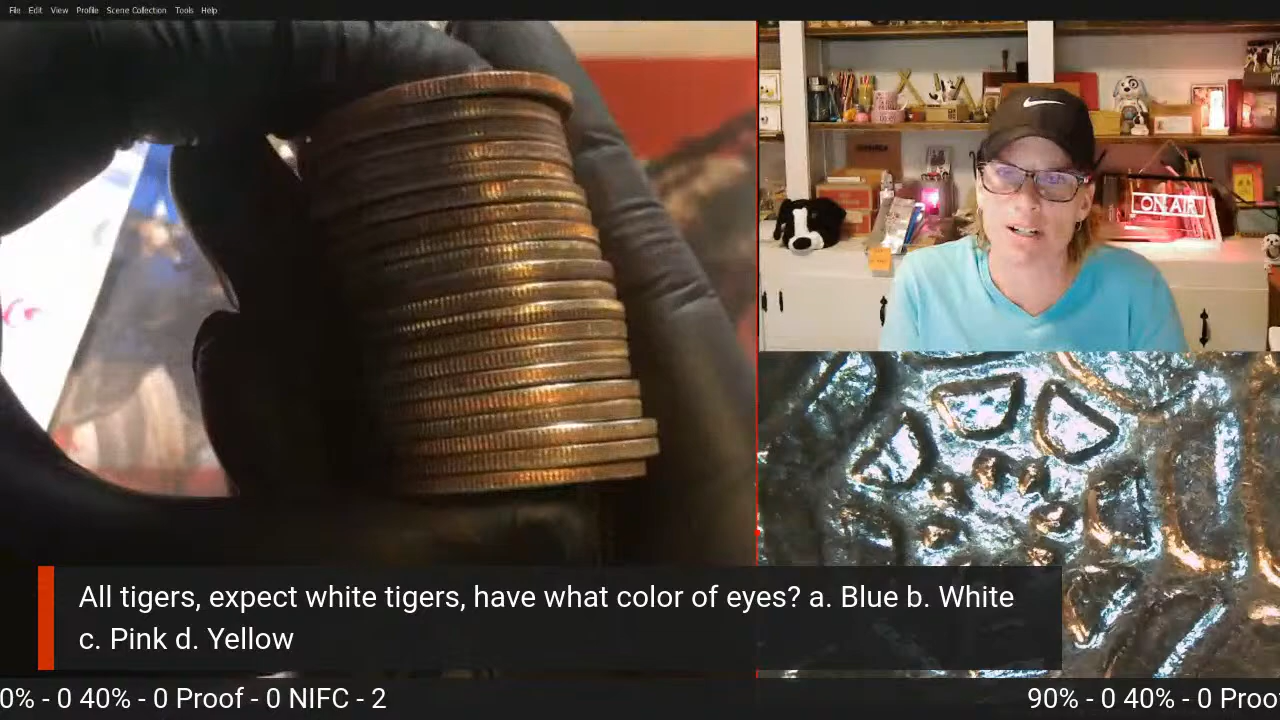 File Edit View Profile Scene Collection Tools Help
ON-AIR
All tigers, expect white tigers, have what color of eyes? a. Blue b. White
c. Pink d. Yellow
0% - 0 40% - 0 Proof - 0 NIFC - 2
90% - 0 40% - 0 Proo